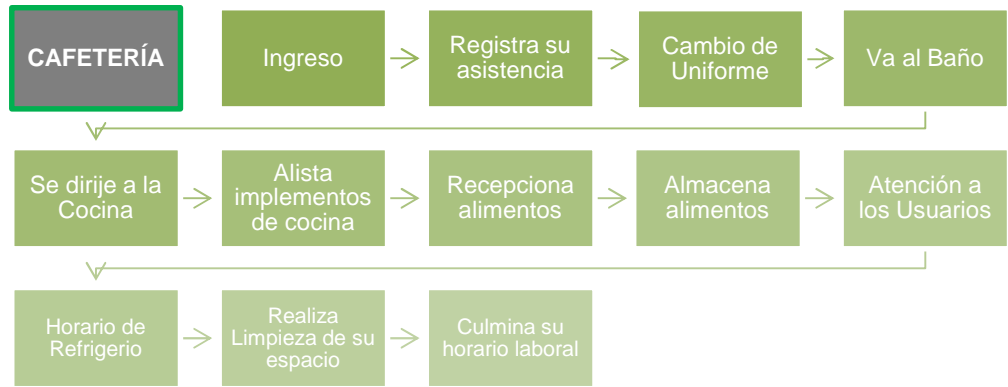 CAFETERÍA
Ingreso
Registra su
asistencia
Cambio de
Uniforme
Va al Baño
Se dirije a la
Cocina
Alista
implementos
de cocina
Recepciona
alimentos
Almacena
alimentos
Atención a
los Usuarios
Horario de
Refrigerio
Realiza
Limpieza de su
espacio
Culmina su
horario laboral